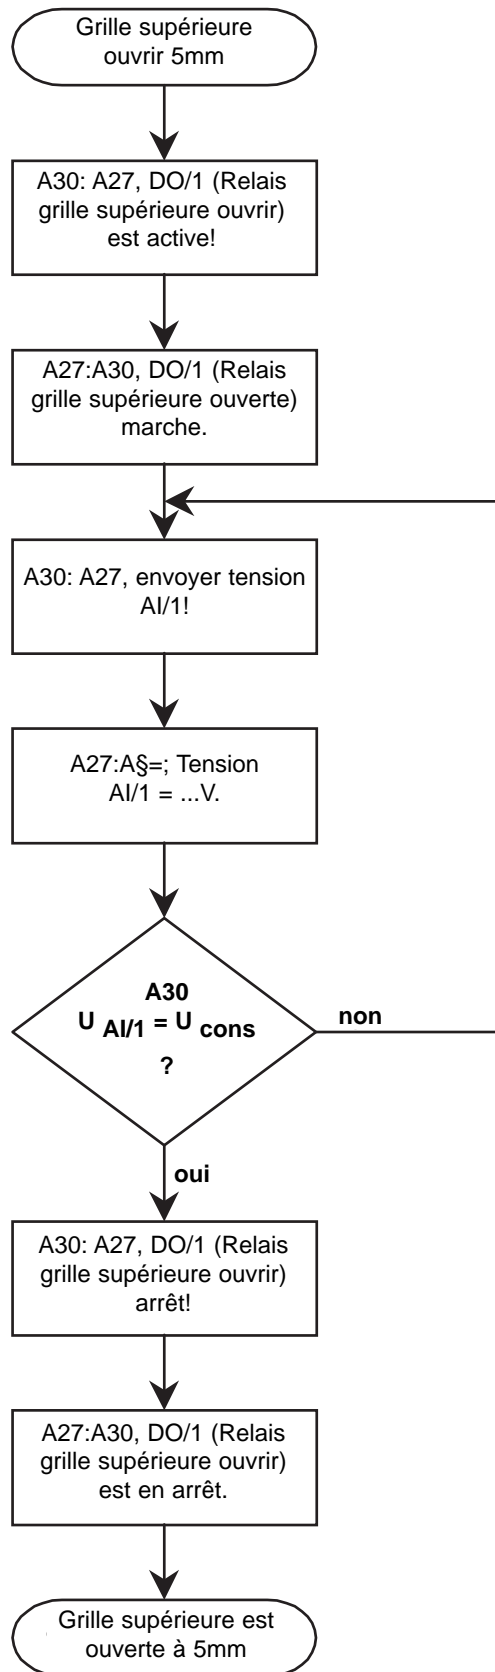 Grille supérieure
ouvrir 5mm
A30: A27, DO/1 (Relais
grille supérieure ouvrir)
est active!
A27:A30, DO/1 (Relais
grille supérieure ouverte)
marche.
A30: A27, envoyer tension
AI/1!
A27:A§=; Tension
AI/1 = ...V.
A30
U AI/1 = U cons
?
non
oui
A30: A27, DO/1 (Relais
grille supérieure ouvrir)
arrêt!
A27:A30, DO/1 (Relais
grille supérieure ouvrir)
est en arrêt.
Grille supérieure est
ouverte à 5mm